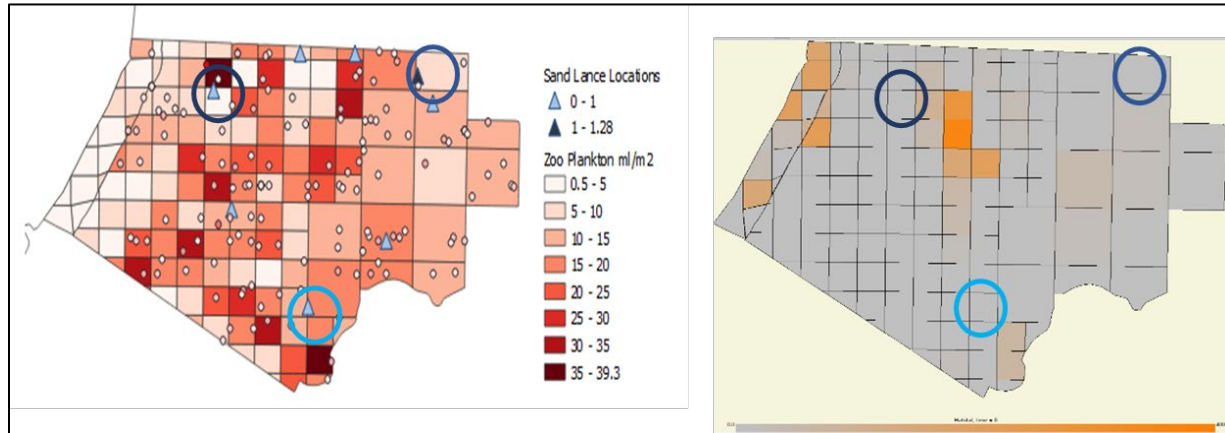 Sand Lance Locations
0 - 1
1 - 1.28
Zoo Plankton ml/m2
0.5 - 5
5 - 10
10 - 15
15 - 20
20 - 25
25 - 30
30 - 35
35 - 39.3